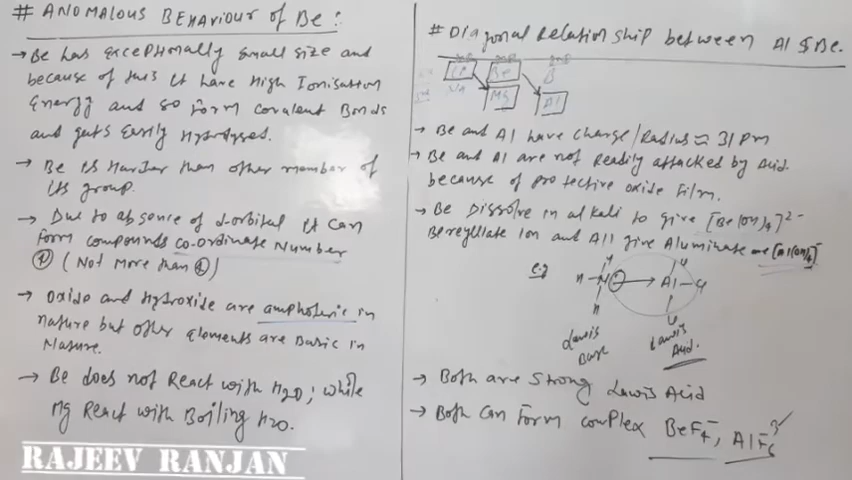 # ANOMALOUS BEHAVIOUR of Be:
→ Be has exceptionally small size and
because of this it have High Ionisation
Energy and so form covalent Bonds
and gets Easily Hydrolyses.
→ Be is Harder than other member of
its group.
→ Due to absence of d-orbital it can
form compounds co-ordinate Number
④ (Not More than ④)
→ Oxide and Hydroxide are amphoteric in
nature but other Elements are Basic in
Nature.
→ Be does not React with H2O; while
Mg React with Boiling H2O.
RAJEEV RANJAN
# Diagonal Relationship between Al & Be.
Li Be B
Na Mg Al
→ Be and Al have charge/Radius ≈ 31 pm
→ Be and Al are not Readily attacked by Acid
because of protective oxide Film.
→ Be Dissolve in alkali to give [Be(OH)4]2-
Beryllate Ion and Al give Aluminate [Al(OH)4]-
e.g
H
H-N: → Al-Cl
H
Cl
Lewis Lewis
Base Acid.
→ Both are Strong Lewis Acid
→ Both can Form complex BeF4-, AlF6 3-